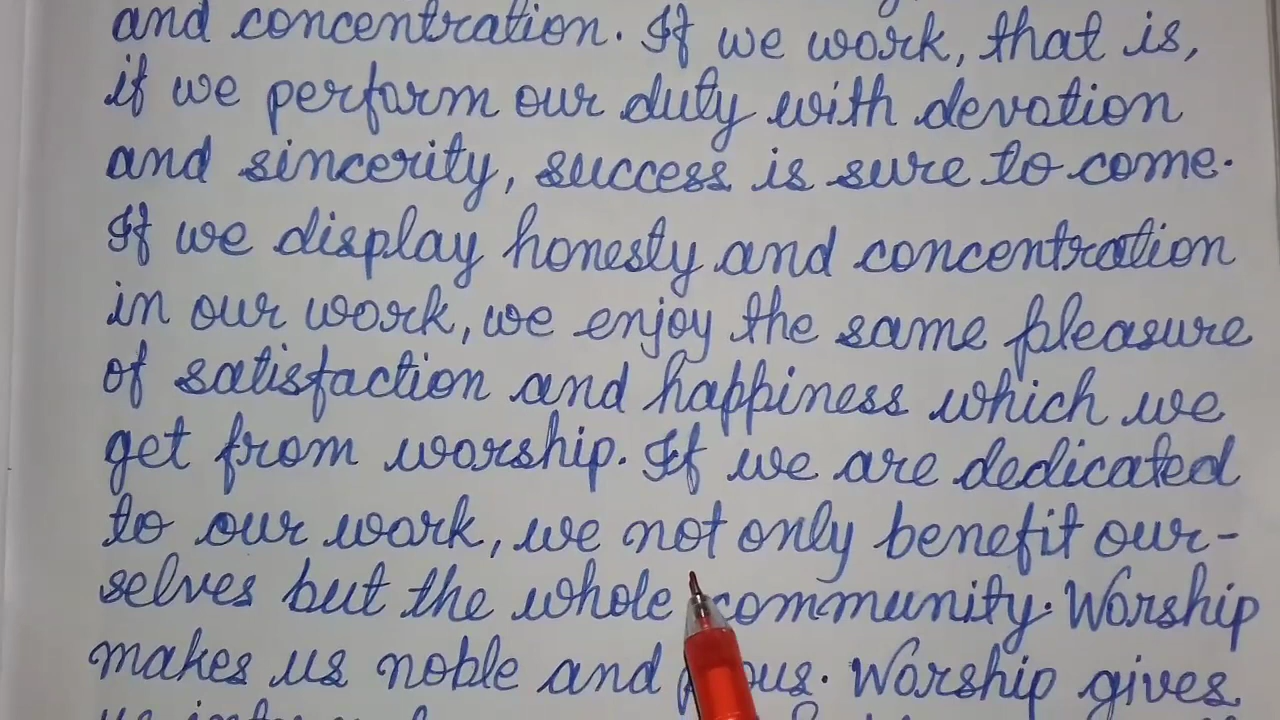 and concentration. If we work, that is,
if we perform our duty with devotion
and sincerity, success is sure to come.
If we display honesty and concentration
in our work, we enjoy the same pleasure
of satisfaction and happiness which we
get from worship. If we are dedicated
to our work, we not only benefit our-
selves but the whole community. Worship
makes us noble and pious. Worship gives
us